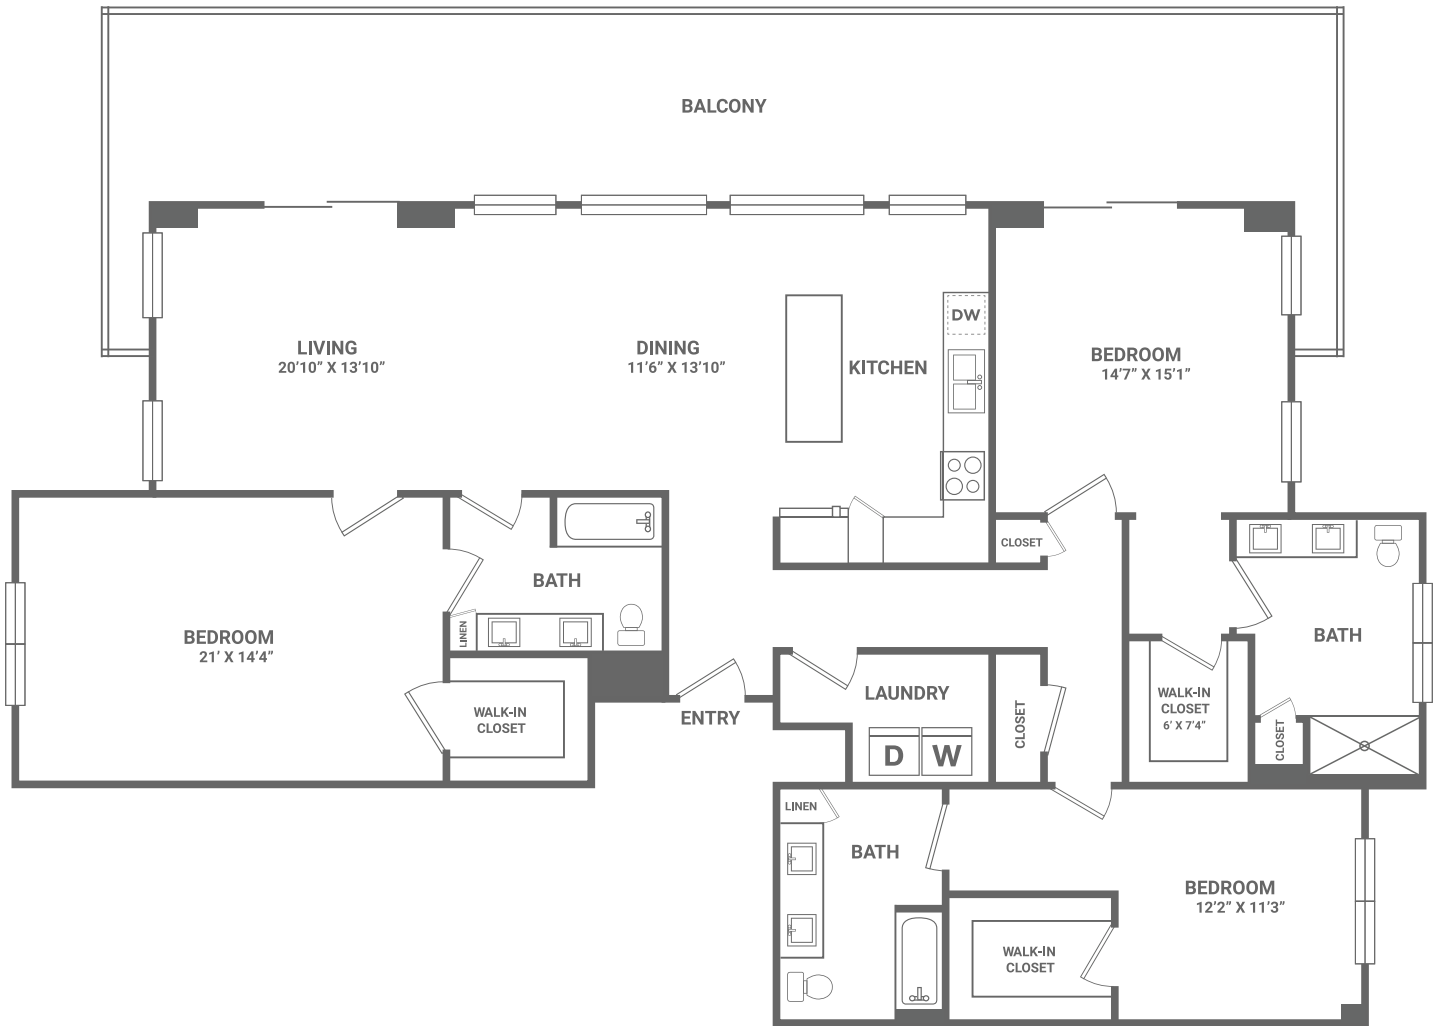 BALCONY
LIVING
20’10” X 13’10”
DINING
11’6” X 13’10”
KITCHEN
DW
BEDROOM
14’7” X 15’1”
CLOSET
BATH
LINEN
BEDROOM
21’ X 14’4”
WALK-IN
CLOSET
ENTRY
LAUNDRY
D W
CLOSET
WALK-IN
CLOSET
6’ X 7’4”
BATH
CLOSET
LINEN
BATH
BEDROOM
12’2” X 11’3”
WALK-IN
CLOSET